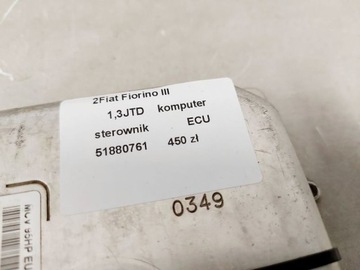 2Fiat Fiorino III
1,3JTD komputer
sterownik ECU
51880761 450 zł
0349